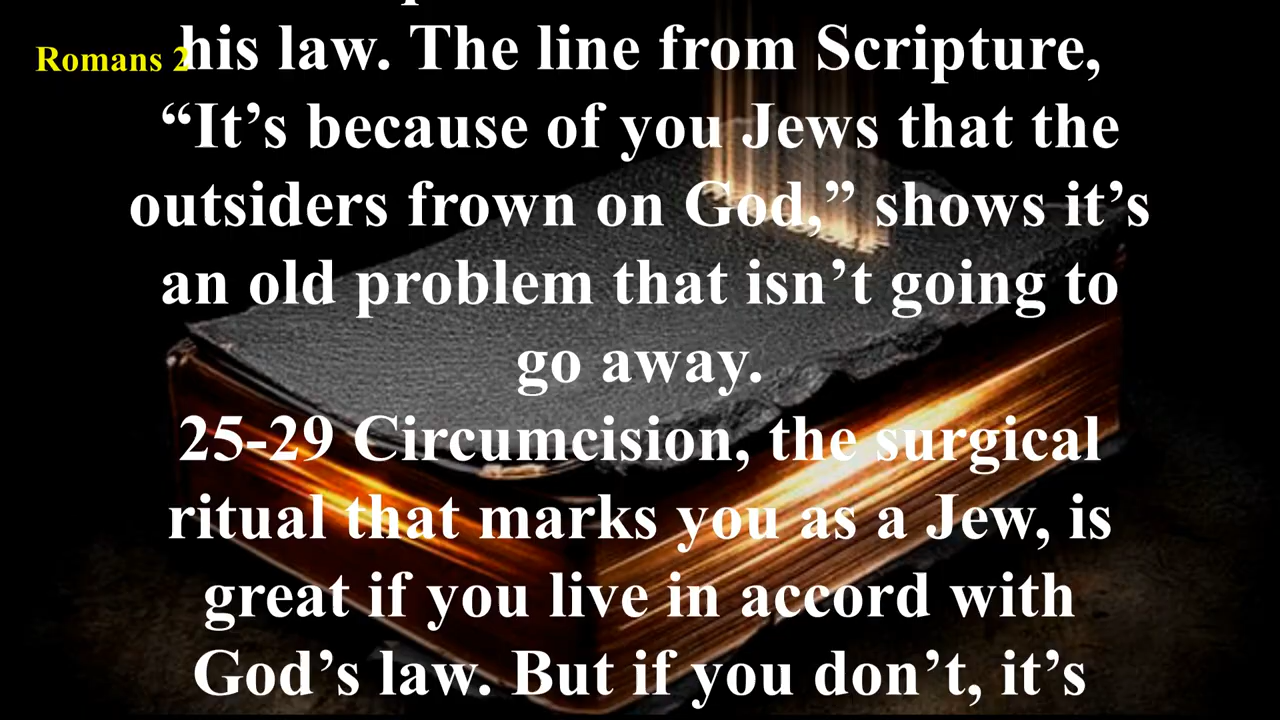 Romans 2
his law. The line from Scripture,
“It’s because of you Jews that the
outsiders frown on God,” shows it’s
an old problem that isn’t going to
go away.
25-29 Circumcision, the surgical
ritual that marks you as a Jew, is
great if you live in accord with
God’s law. But if you don’t, it’s